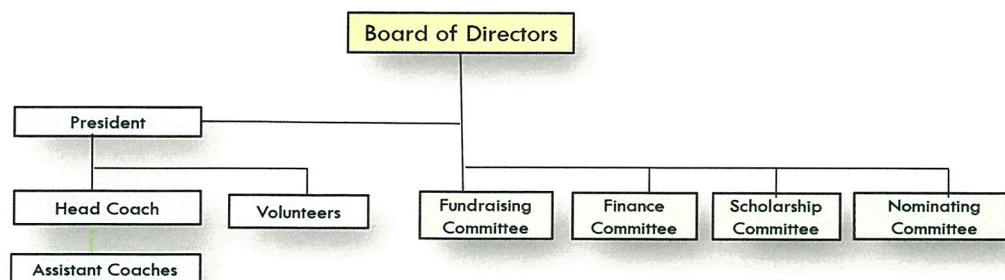 Board of Directors
President
Head Coach
Volunteers
Fundraising
Committee
Finance
Committee
Scholarship
Committee
Nominating
Committee
Assistant Coaches